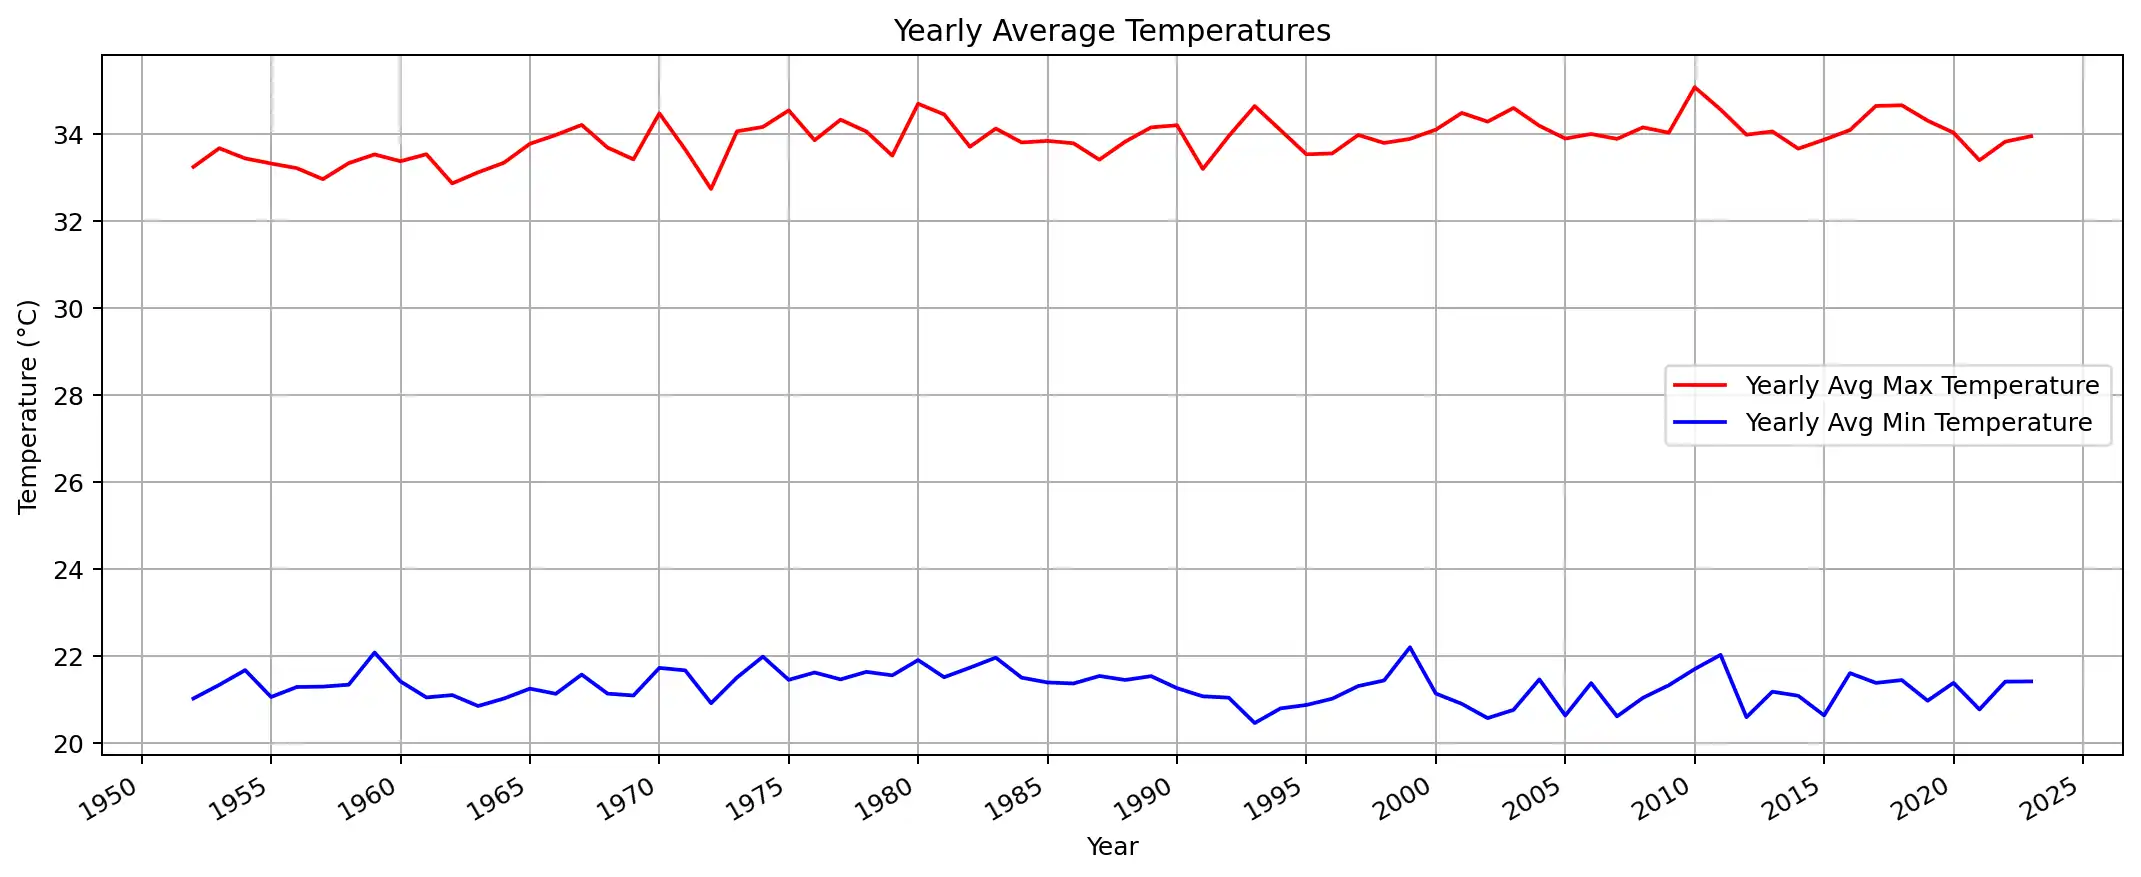 Yearly Average Temperatures
Temperature (°C)
34
32
30
28
26
24
22
20
Yearly Avg Max Temperature
Yearly Avg Min Temperature
1950 1955 1960 1965 1970 1975 1980 1985 1990 1995 2000 2005 2010 2015 2020 2025
Year